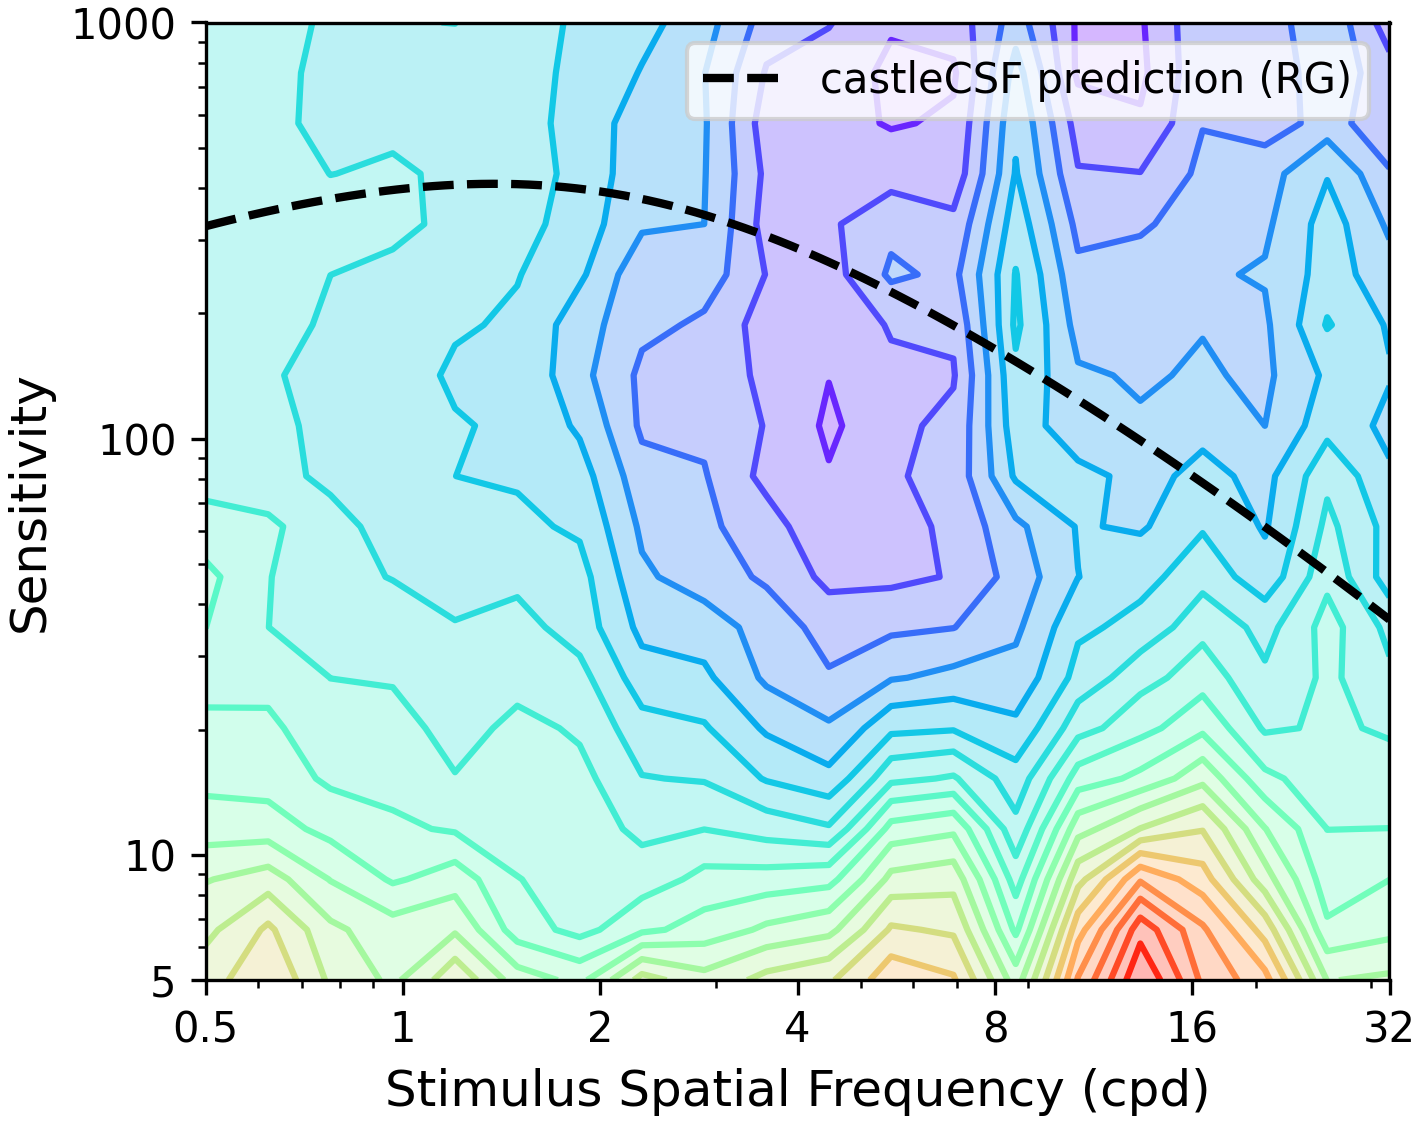 1000
castleCSF prediction (RG)
100
Sensitivity
10
5
0.5 1 2 4 8 16 32
Stimulus Spatial Frequency (cpd)